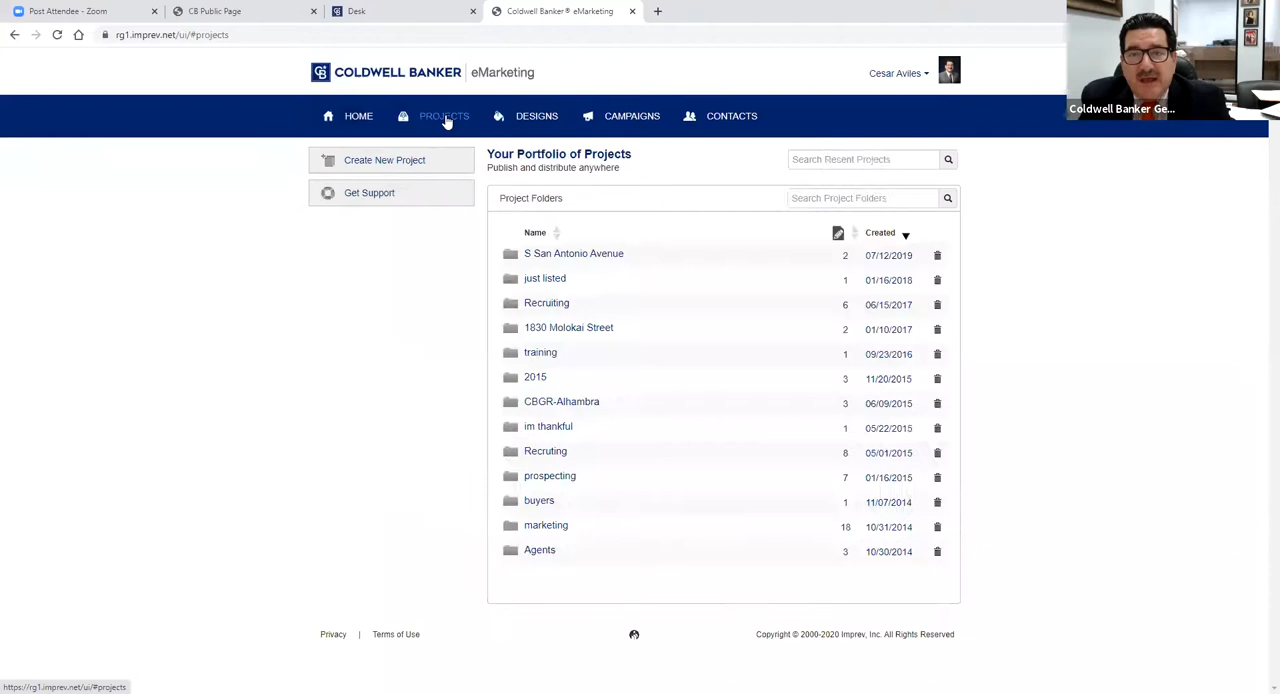 Post Attendee - Zoom
CB Public Page
Desk
Coldwell Banker® eMarketing
rg1.imprev.net/ui/#projects
CB COLDWELL BANKER eMarketing
Cesar Aviles
Coldwell Banker Ge...
HOME PROJECTS DESIGNS CAMPAIGNS CONTACTS
Create New Project
Get Support
Your Portfolio of Projects
Publish and distribute anywhere
Search Recent Projects
Project Folders
Search Project Folders
Name Created
S San Antonio Avenue 2 07/12/2019
just listed 1 01/16/2018
Recruiting 6 06/15/2017
1830 Molokai Street 2 01/10/2017
training 1 09/23/2016
2015 3 11/20/2015
CBGR-Alhambra 3 06/09/2015
im thankful 1 05/22/2015
Recruting 8 05/01/2015
prospecting 7 01/16/2015
buyers 1 11/07/2014
marketing 18 10/31/2014
Agents 3 10/30/2014
Privacy | Terms of Use
Copyright © 2000-2020 Imprev, Inc. All Rights Reserved
https://rg1.imprev.net/ui/#projects